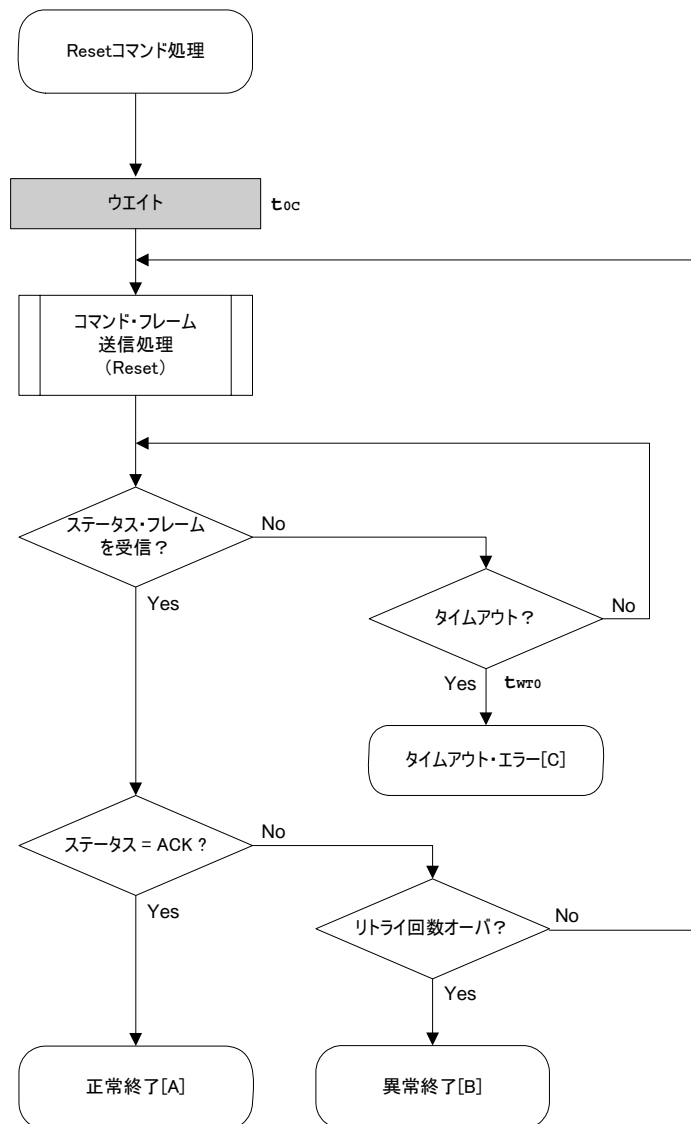 Resetコマンド処理
ウエイト
t0C
コマンド・フレーム
送信処理
（Reset）
ステータス・フレーム
を受信？
No
Yes
タイムアウト？
No
Yes
tWT0
タイムアウト・エラー[C]
ステータス = ACK ?
No
Yes
リトライ回数オーバ？
No
Yes
正常終了[A]
異常終了[B]